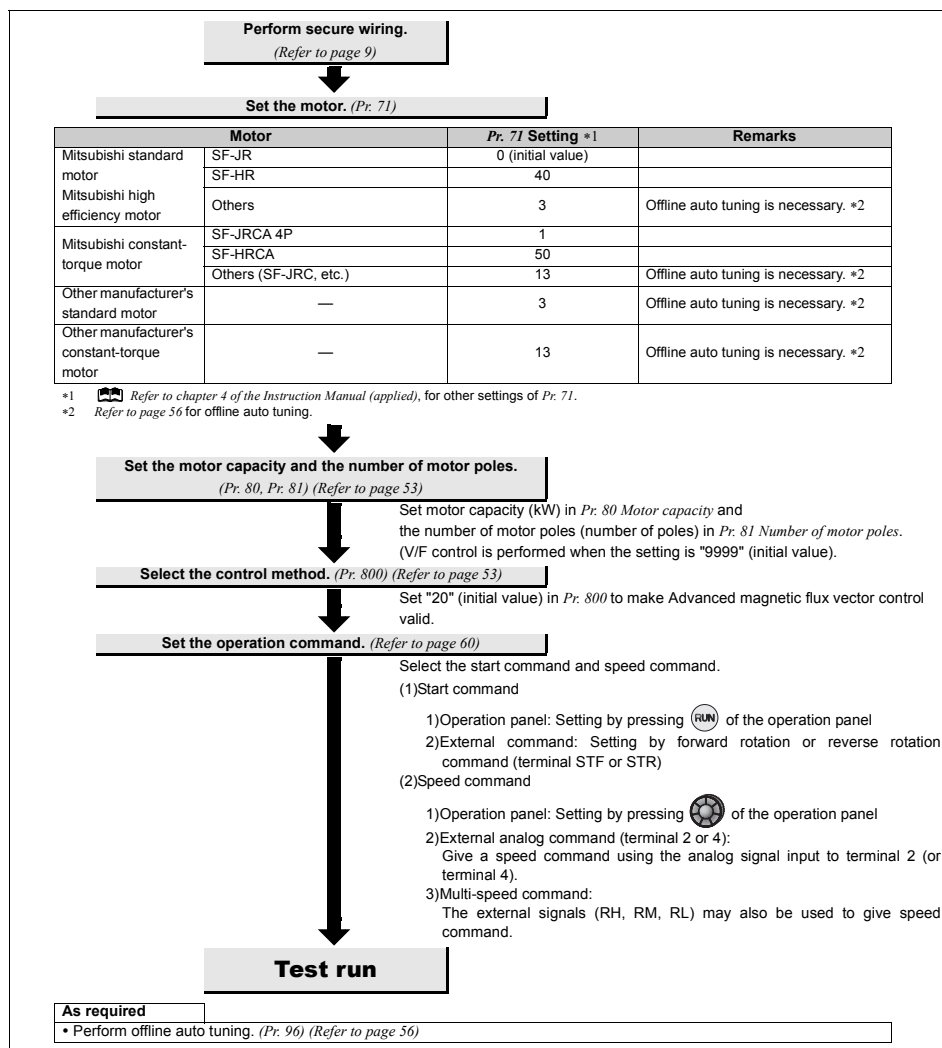 Perform secure wiring.
(Refer to page 9)
Set the motor. (Pr. 71)
Motor Pr. 71 Setting *1 Remarks
Mitsubishi standard motor
Mitsubishi high efficiency motor
SF-JR 0 (initial value)
SF-HR 40
Others 3 Offline auto tuning is necessary. *2
Mitsubishi constant-torque motor
SF-JRCA 4P 1
SF-HRCA 50
Others (SF-JRC, etc.) 13 Offline auto tuning is necessary. *2
Other manufacturer's standard motor — 3 Offline auto tuning is necessary. *2
Other manufacturer's constant-torque motor — 13 Offline auto tuning is necessary. *2
*1 Refer to chapter 4 of the Instruction Manual (applied), for other settings of Pr. 71.
*2 Refer to page 56 for offline auto tuning.
Set the motor capacity and the number of motor poles.
(Pr. 80, Pr. 81) (Refer to page 53)
Set motor capacity (kW) in Pr. 80 Motor capacity and
the number of motor poles (number of poles) in Pr. 81 Number of motor poles.
(V/F control is performed when the setting is "9999" (initial value).
Select the control method. (Pr. 800) (Refer to page 53)
Set "20" (initial value) in Pr. 800 to make Advanced magnetic flux vector control
valid.
Set the operation command. (Refer to page 60)
Select the start command and speed command.
(1)Start command
1)Operation panel: Setting by pressing RUN of the operation panel
2)External command: Setting by forward rotation or reverse rotation
command (terminal STF or STR)
(2)Speed command
1)Operation panel: Setting by pressing of the operation panel
2)External analog command (terminal 2 or 4):
Give a speed command using the analog signal input to terminal 2 (or
terminal 4).
3)Multi-speed command:
The external signals (RH, RM, RL) may also be used to give speed
command.
Test run
As required
• Perform offline auto tuning. (Pr. 96) (Refer to page 56)